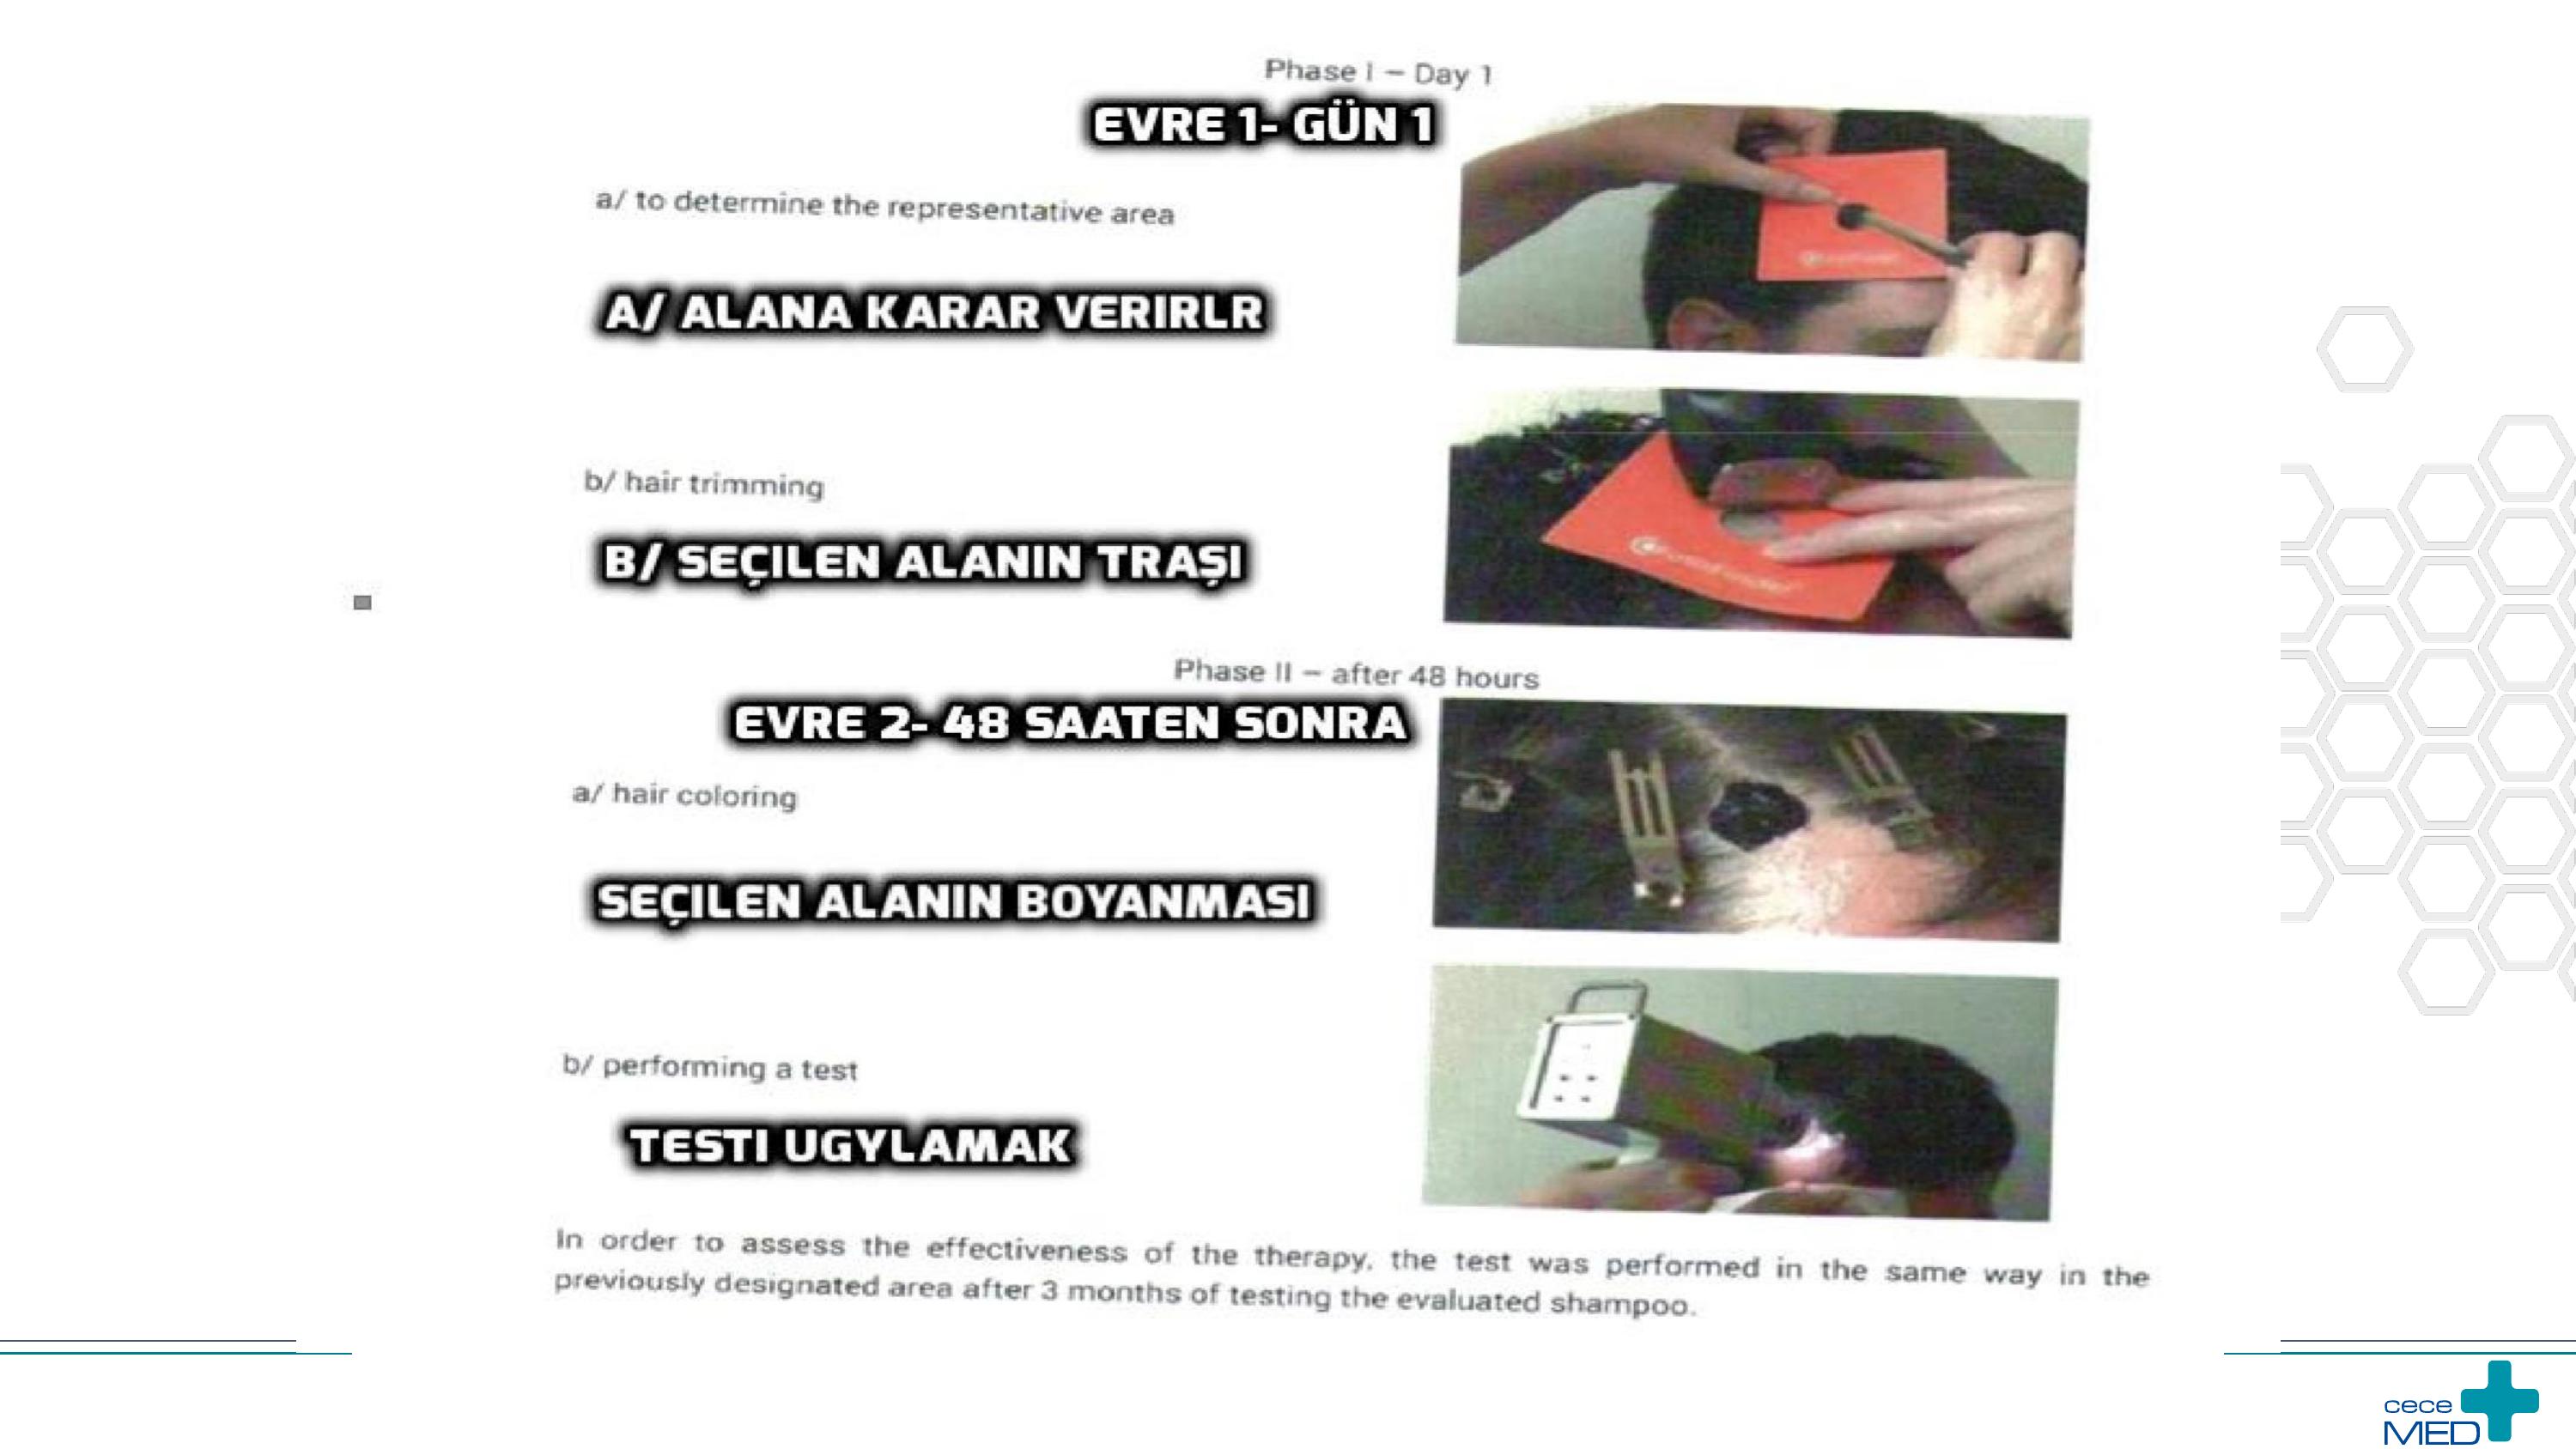 Phase I – Day 1
EVRE 1- GÜN 1
a/ to determine the representative area
A/ ALANA KARAR VERIRLR
b/ hair trimming
B/ SEÇILEN ALANIN TRAŞI
Phase II – after 48 hours
EVRE 2- 48 SAATEN SONRA
a/ hair coloring
SEÇILEN ALANIN BOYANMASI
b/ performing a test
TESTI UGYLAMAK
In order to assess the effectiveness of the therapy, the test was performed in the same way in the
previously designated area after 3 months of testing the evaluated shampoo.
cece
MED